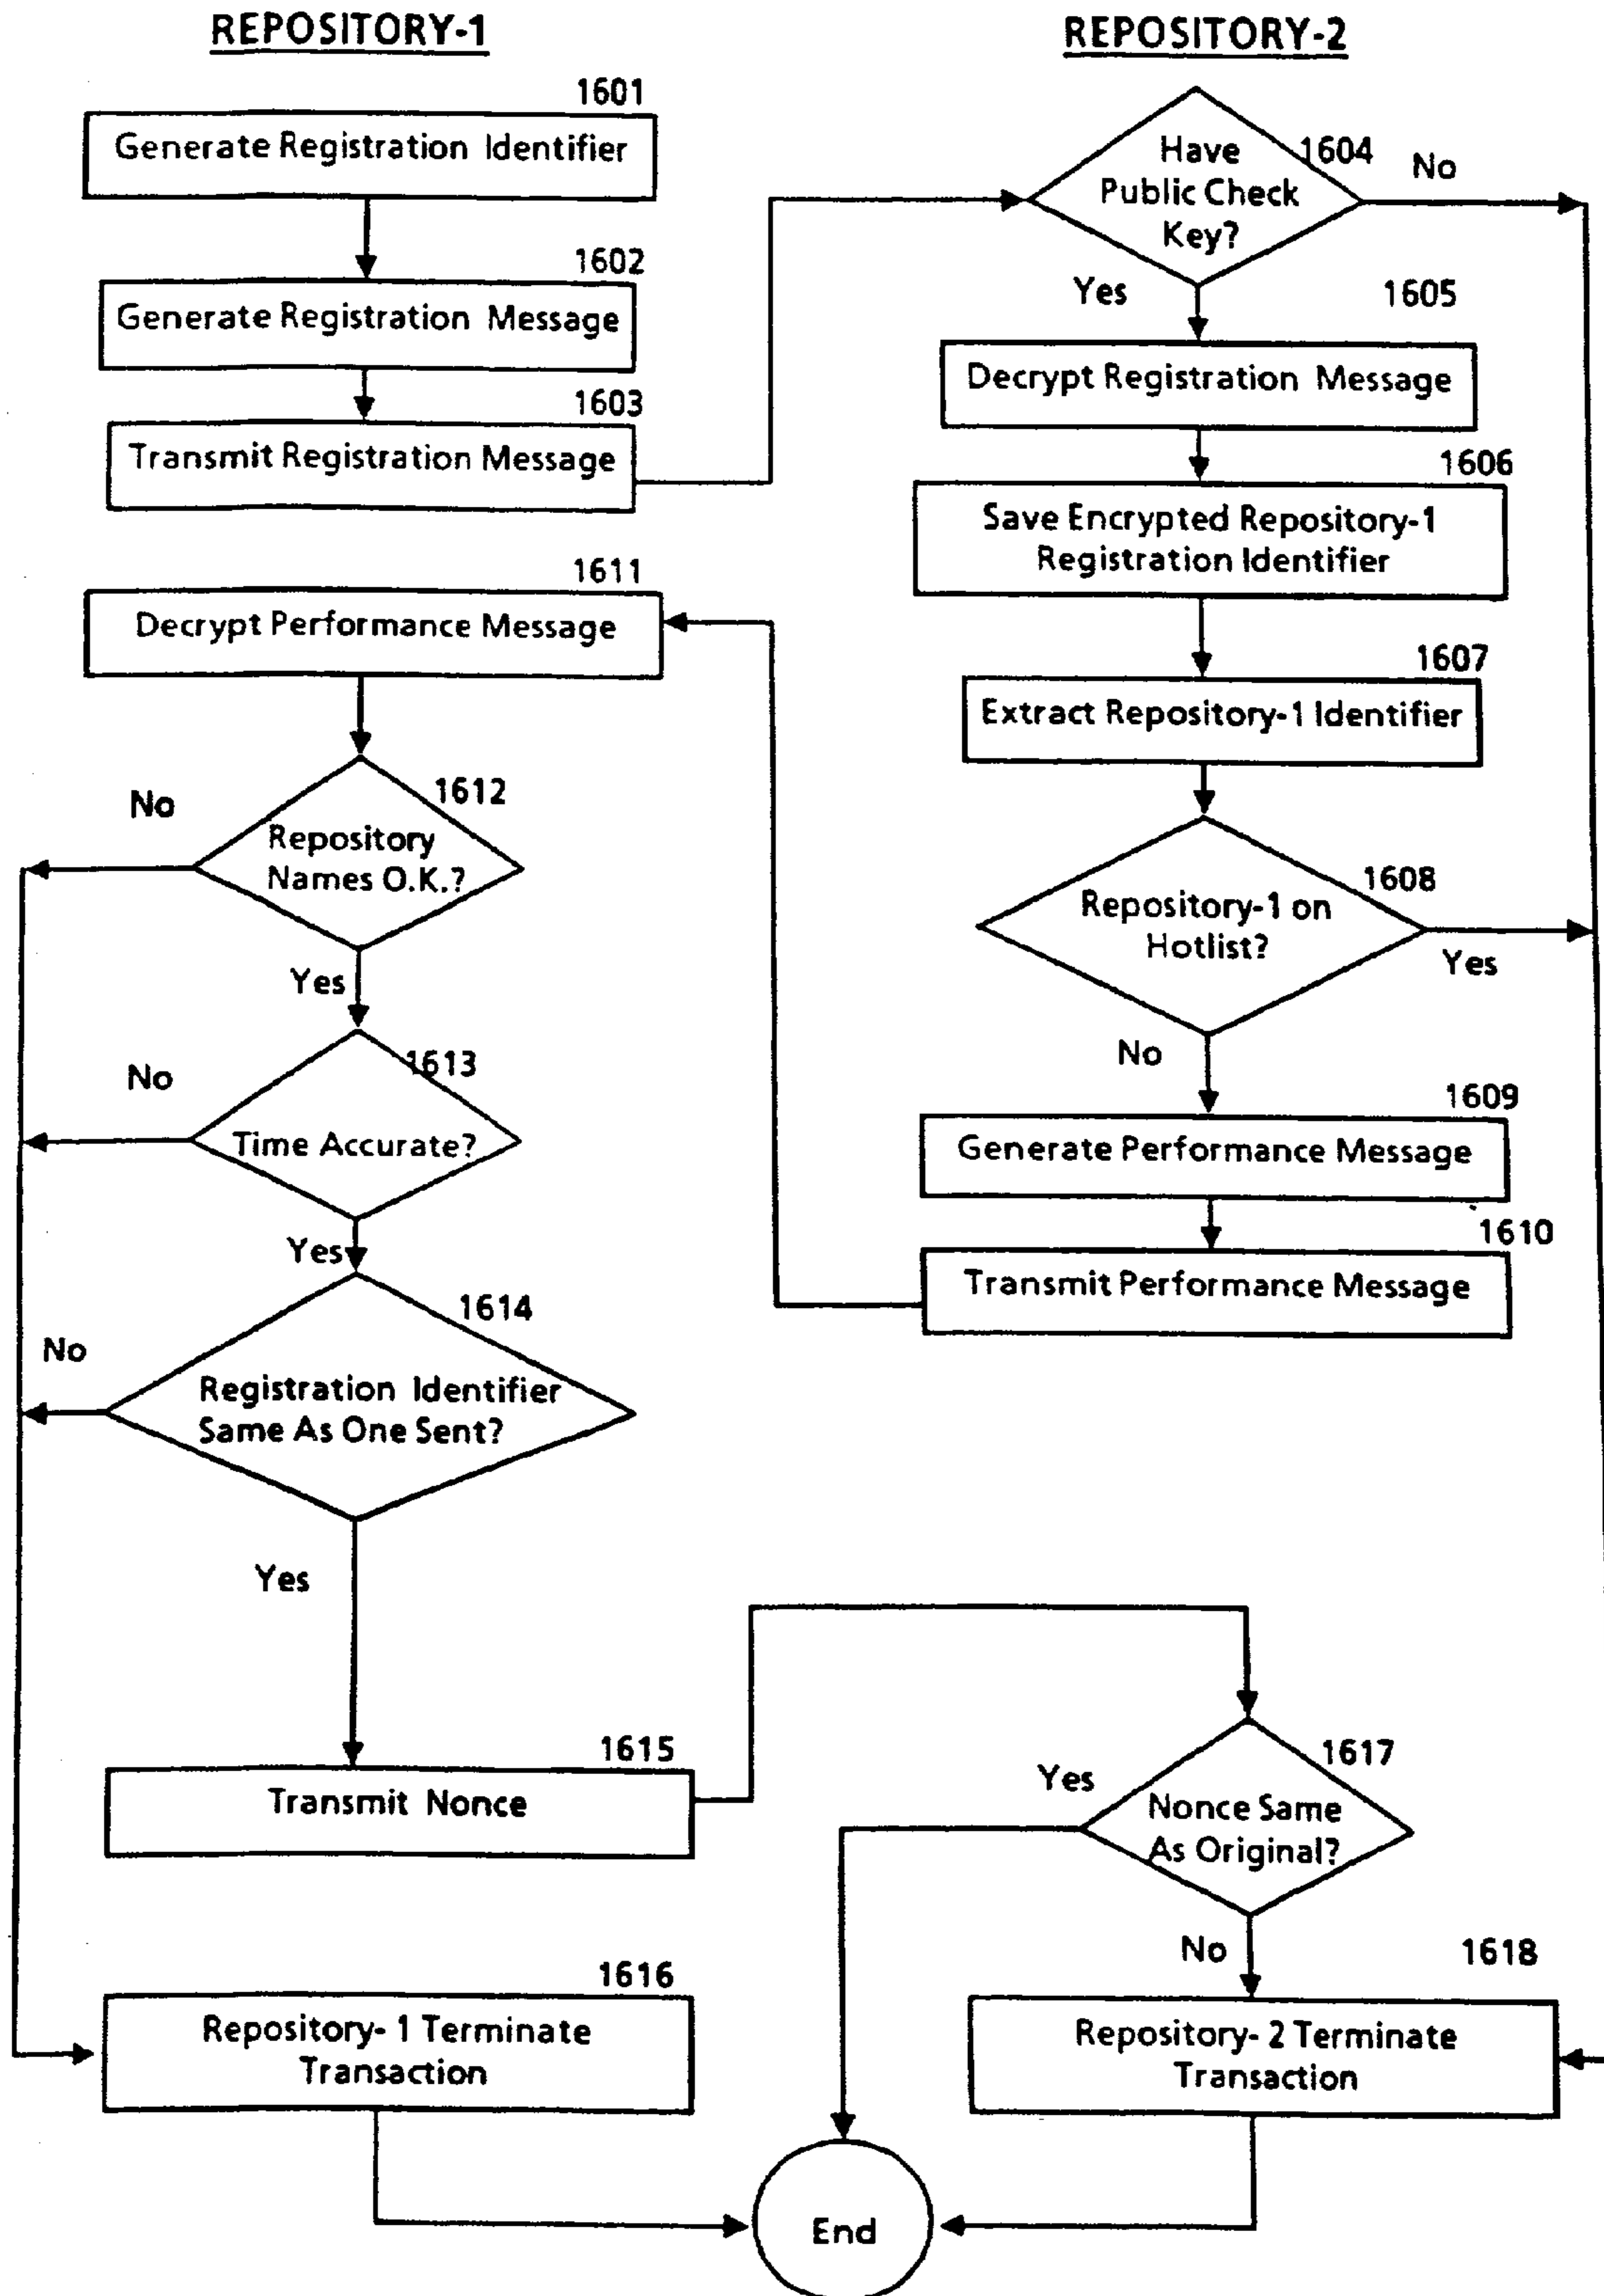 REPOSITORY-1
1601
Generate Registration Identifier
1602
Generate Registration Message
1603
Transmit Registration Message
1611
Decrypt Performance Message
1612
No
Repository
Names O.K.?
Yes
1613
No
Time Accurate?
Yes
1614
No
Registration Identifier
Same As One Sent?
Yes
1615
Transmit Nonce
1616
Repository- 1 Terminate
Transaction
REPOSITORY-2
1604
No
Have
Public Check
Key?
Yes
1605
Decrypt Registration Message
1606
Save Encrypted Repository-1
Registration Identifier
1607
Extract Repository-1 Identifier
1608
Repository-1 on
Hotlist?
Yes
No
1609
Generate Performance Message
1610
Transmit Performance Message
1617
Yes
Nonce Same
As Original?
No
1618
Repository- 2 Terminate
Transaction
End